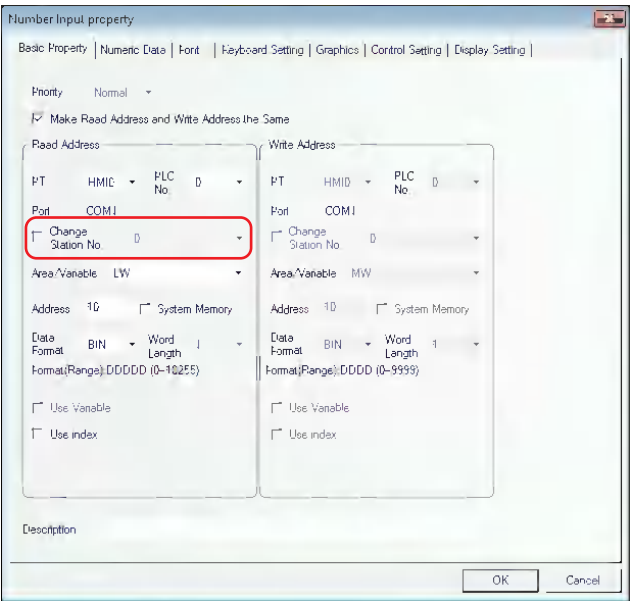 Number Input property
Basic Property | Numeric Data | Font | Keyboard Setting | Graphics | Control Setting | Display Setting
Priority Normal
Make Read Address and Write Address the Same
Read Address
PT HMI0 PLC No. 0
Port COM1
Change Station No. 0
Area/Variable LW
Address 10 System Memory
Data Format BIN Word Length 1
Format(Range):DDDDD (0~10255)
Use Variable
Use index
Write Address
PT HMI0 PLC No. 0
Port COM1
Change Station No. 0
Area/Variable MW
Address 10 System Memory
Data Format BIN Word Length 1
Format(Range):DDDD (0~9999)
Use Variable
Use index
Description
OK Cancel